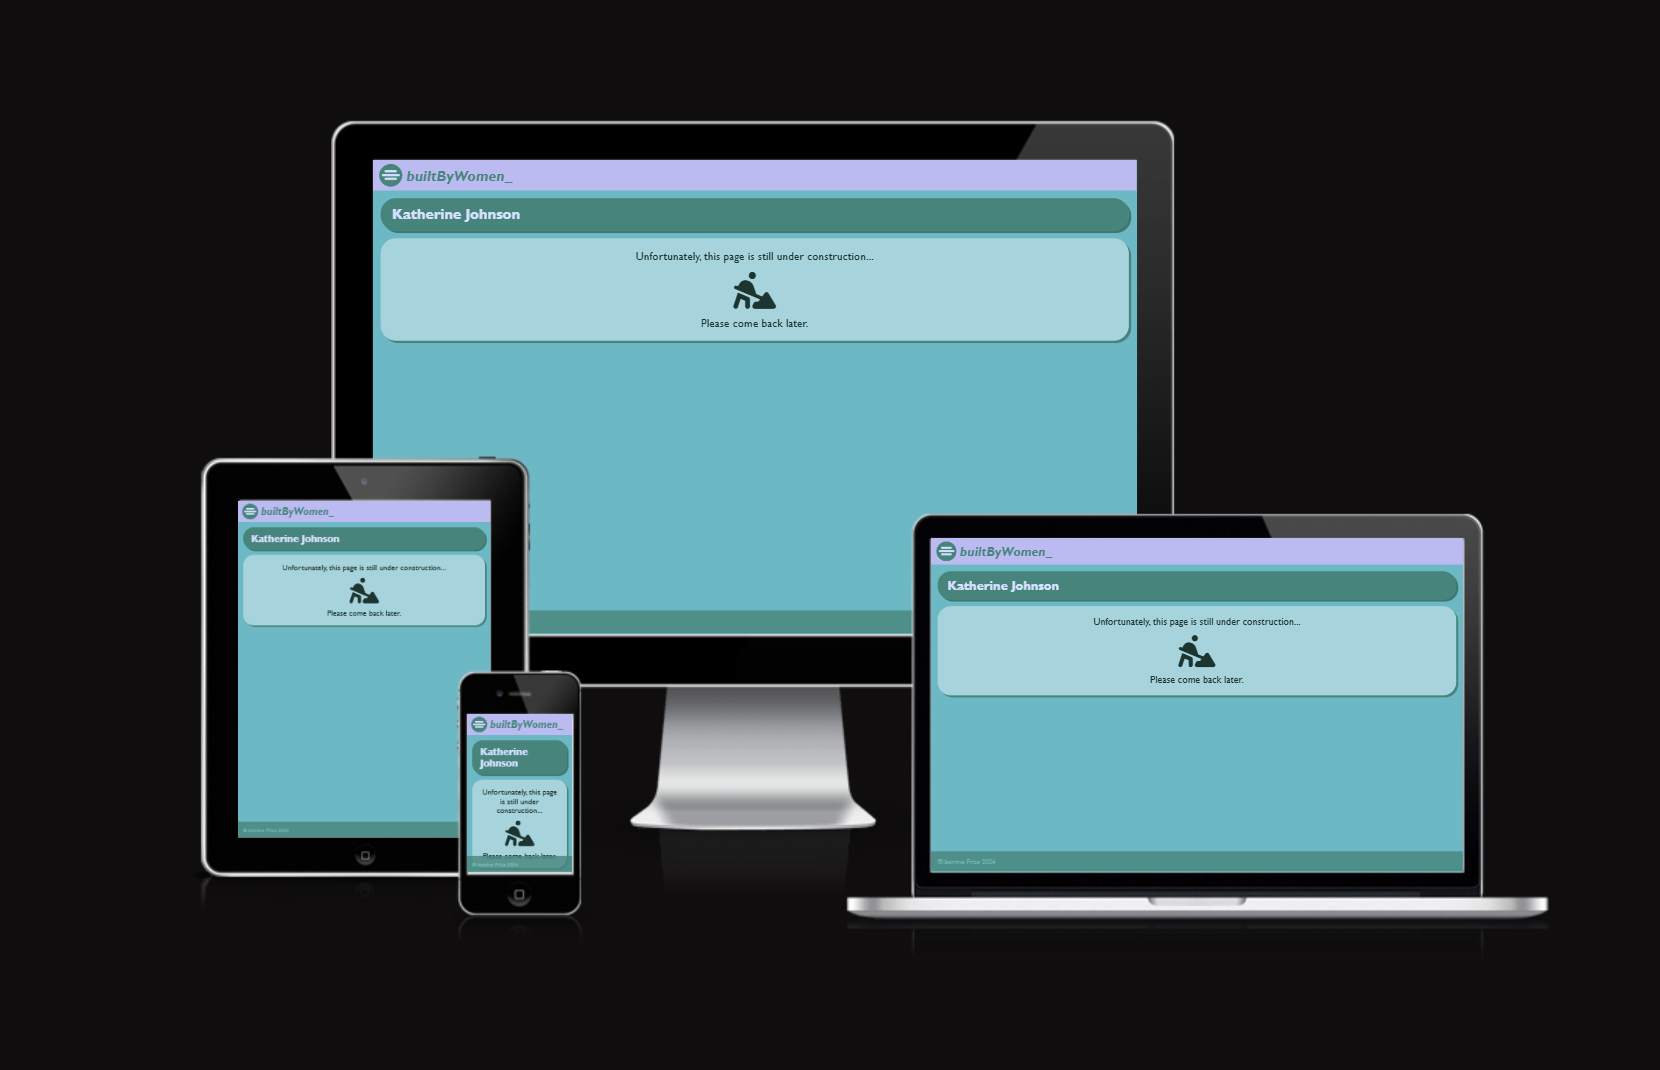 builtByWomen_
Katherine Johnson
Unfortunately, this page is still under construction...
Please come back later.
builtByWomen_
Katherine Johnson
Unfortunately, this page is still under construction...
Please come back later.
© Jasmine Price 2024
builtByWomen_
Katherine
Johnson
Unfortunately, this page
is still under
construction...
Please come back later.
© Jasmine Price 2024
builtByWomen_
Katherine Johnson
Unfortunately, this page is still under construction...
Please come back later.
© Jasmine Price 2024